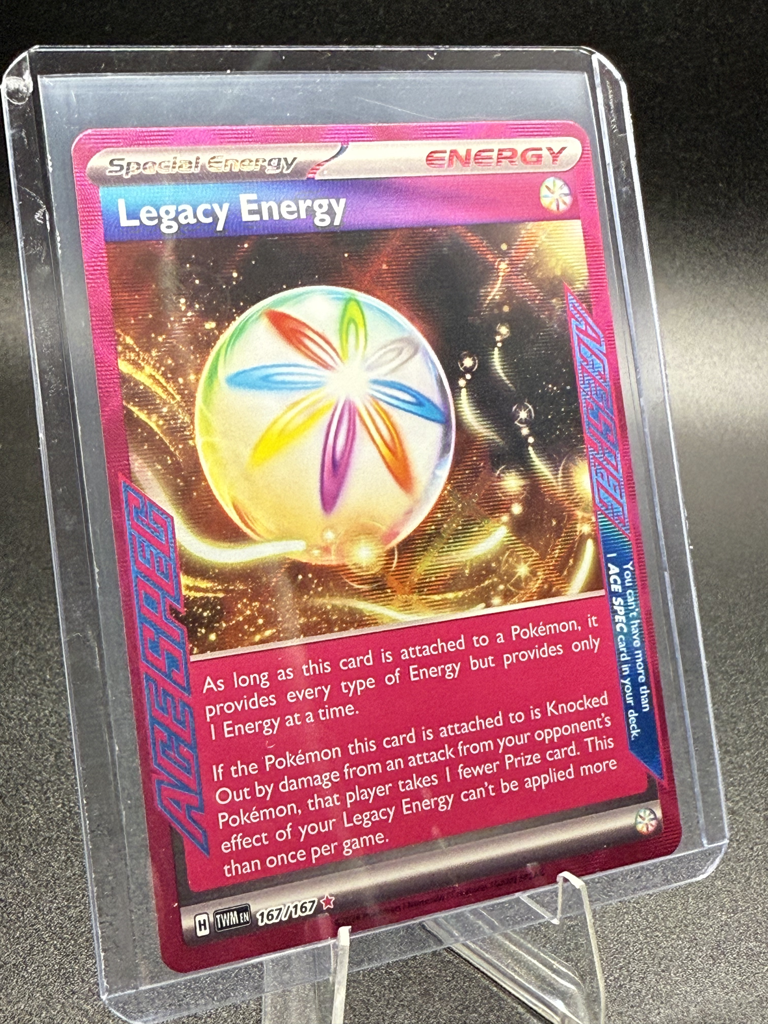 Special Energy
ENERGY
Legacy Energy
ACE SPEC
ACE SPEC
You can't have more than
1 ACE SPEC card in your deck.
As long as this card is attached to a Pokémon, it
provides every type of Energy but provides only
1 Energy at a time.
If the Pokémon this card is attached to is Knocked
Out by damage from an attack from your opponent's
Pokémon, that player takes 1 fewer Prize card. This
effect of your Legacy Energy can't be applied more
than once per game.
H TWM EN 167/167